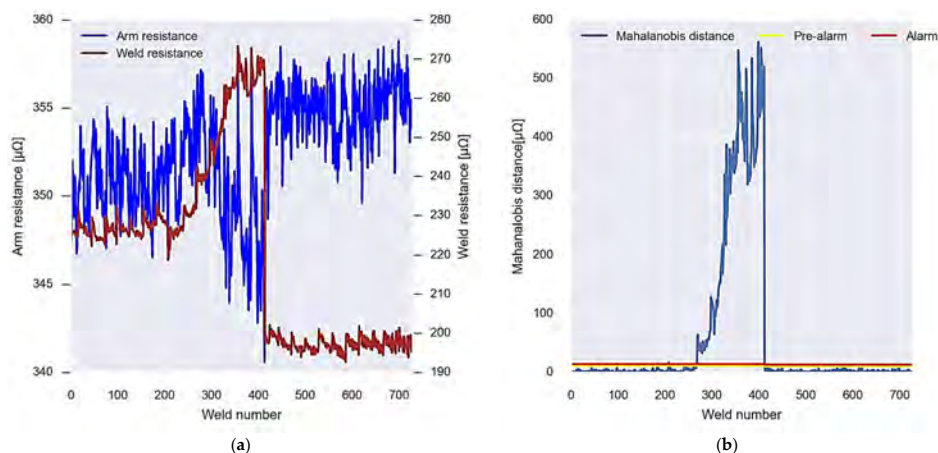 360
355
350
345
340
Arm resistance [µΩ]
Arm resistance
Weld resistance
280
270
260
250
240
230
220
210
200
190
Weld resistance [µΩ]
0 100 200 300 400 500 600 700
Weld number
(a)
600
500
400
300
200
100
0
Mahanalobis distance[µΩ]
Mahalanobis distance Pre-alarm Alarm
0 100 200 300 400 500 600 700
Weld number
(b)